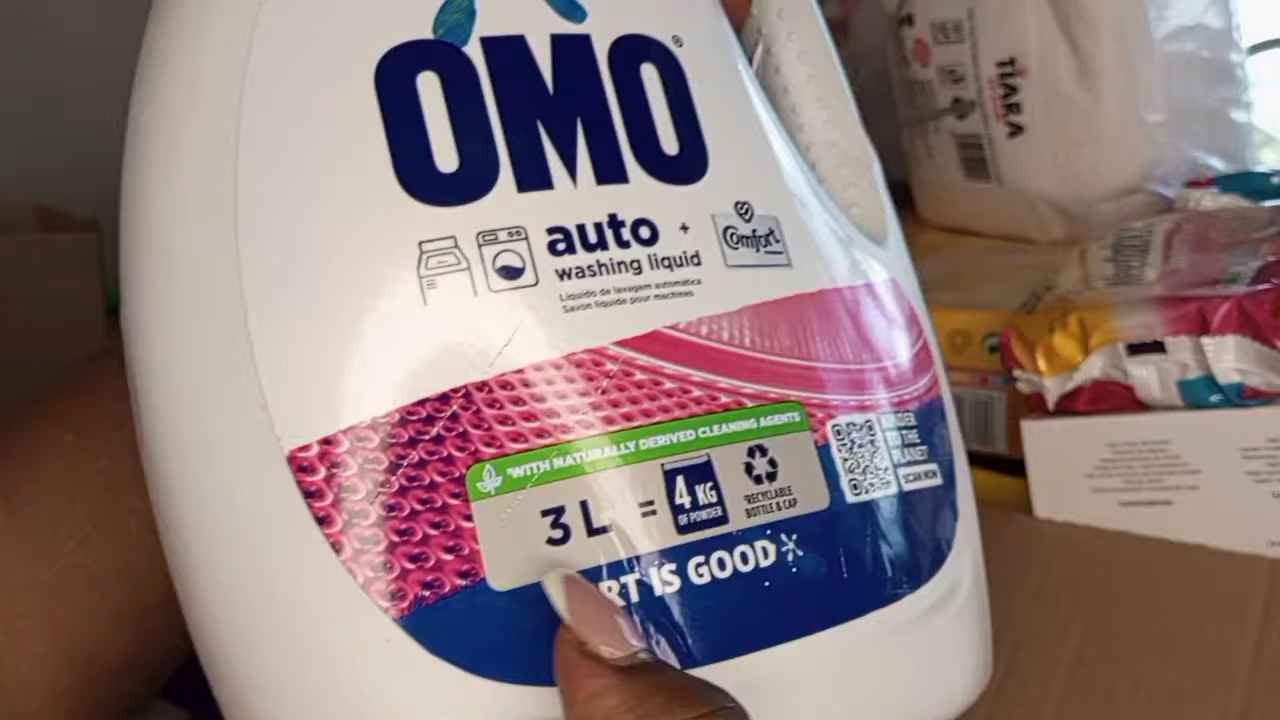 OMO®
auto +
washing liquid
Comfort
Líquido de lavagem automática
Savon liquide pour machines
*WITH NATURALLY DERIVED CLEANING AGENTS
3 L = 4 KG
OF POWDER
*RECYCLABLE
BOTTLE & CAP
TO THE
PLANET
SCAN NOW
RT IS GOOD
TIARA